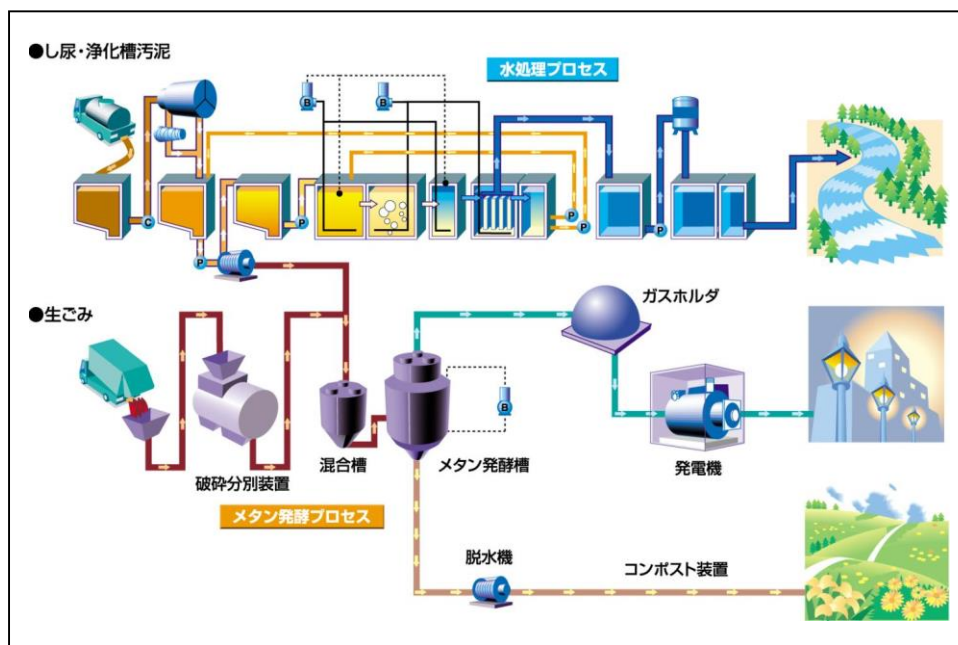 ●し尿・浄化槽汚泥
水処理プロセス
B
B
C
P
P
P
P
P
●生ごみ
ガスホルダ
B
発電機
混合槽
メタン発酵槽
破砕分別装置
メタン発酵プロセス
脱水機
コンポスト装置